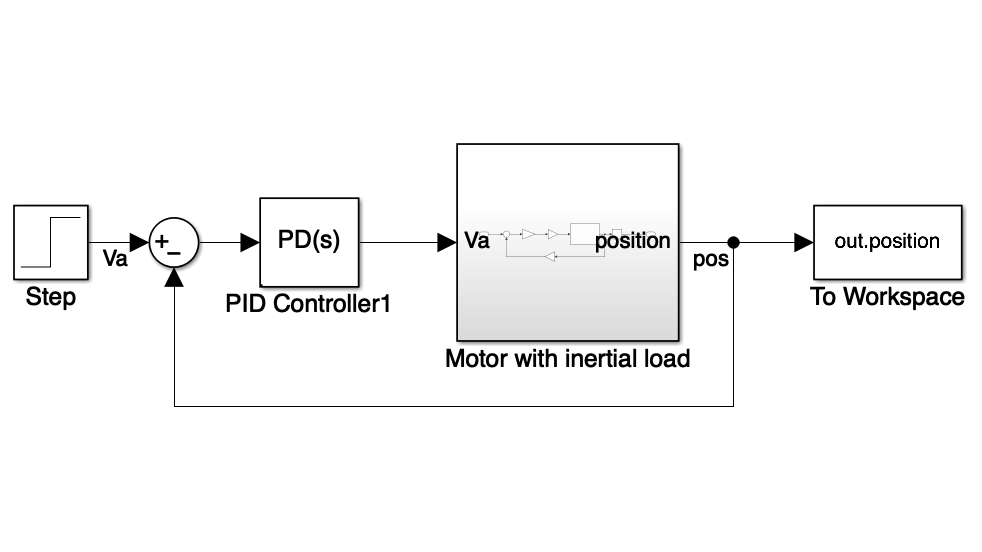 Step
Va
+
−
PD(s)
PID Controller1
Va
position
Motor with inertial load
pos
out.position
To Workspace